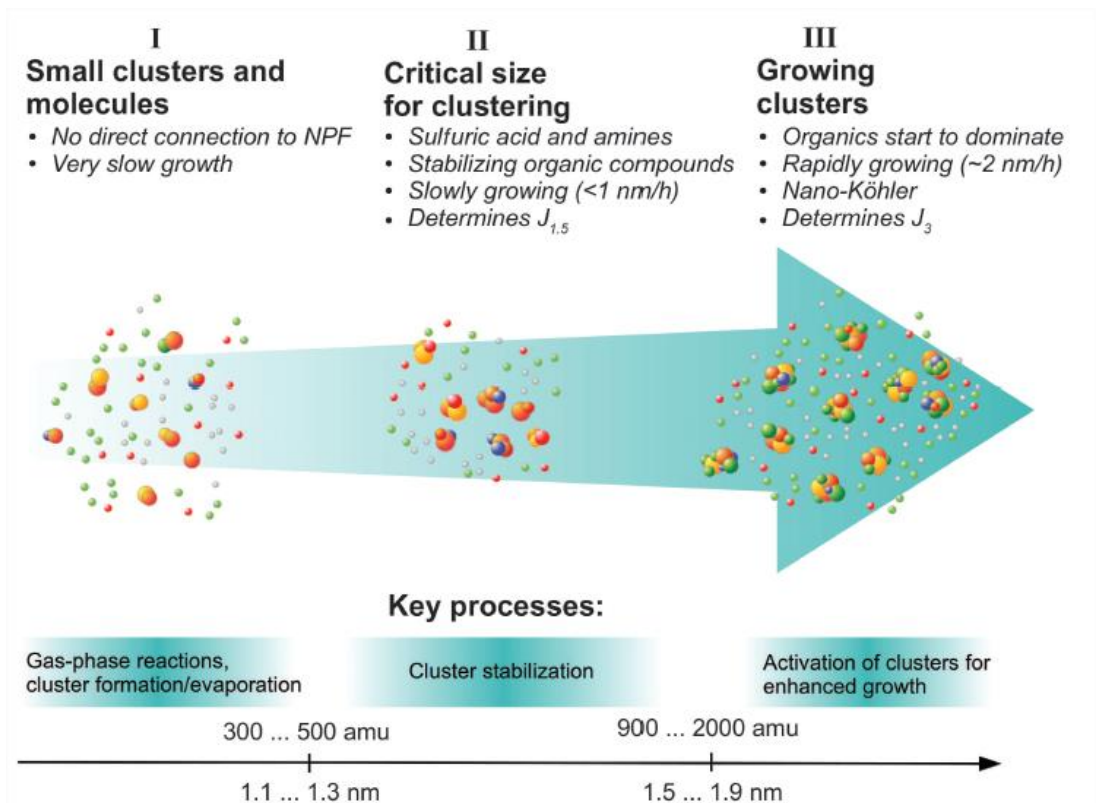 I
Small clusters and
molecules
• No direct connection to NPF
• Very slow growth
II
Critical size
for clustering
• Sulfuric acid and amines
• Stabilizing organic compounds
• Slowly growing (<1 nm/h)
• Determines J1.5
III
Growing
clusters
• Organics start to dominate
• Rapidly growing (~2 nm/h)
• Nano-Köhler
• Determines J3
Key processes:
Gas-phase reactions,
cluster formation/evaporation
Cluster stabilization
Activation of clusters for
enhanced growth
300 ... 500 amu
900 ... 2000 amu
1.1 ... 1.3 nm
1.5 ... 1.9 nm